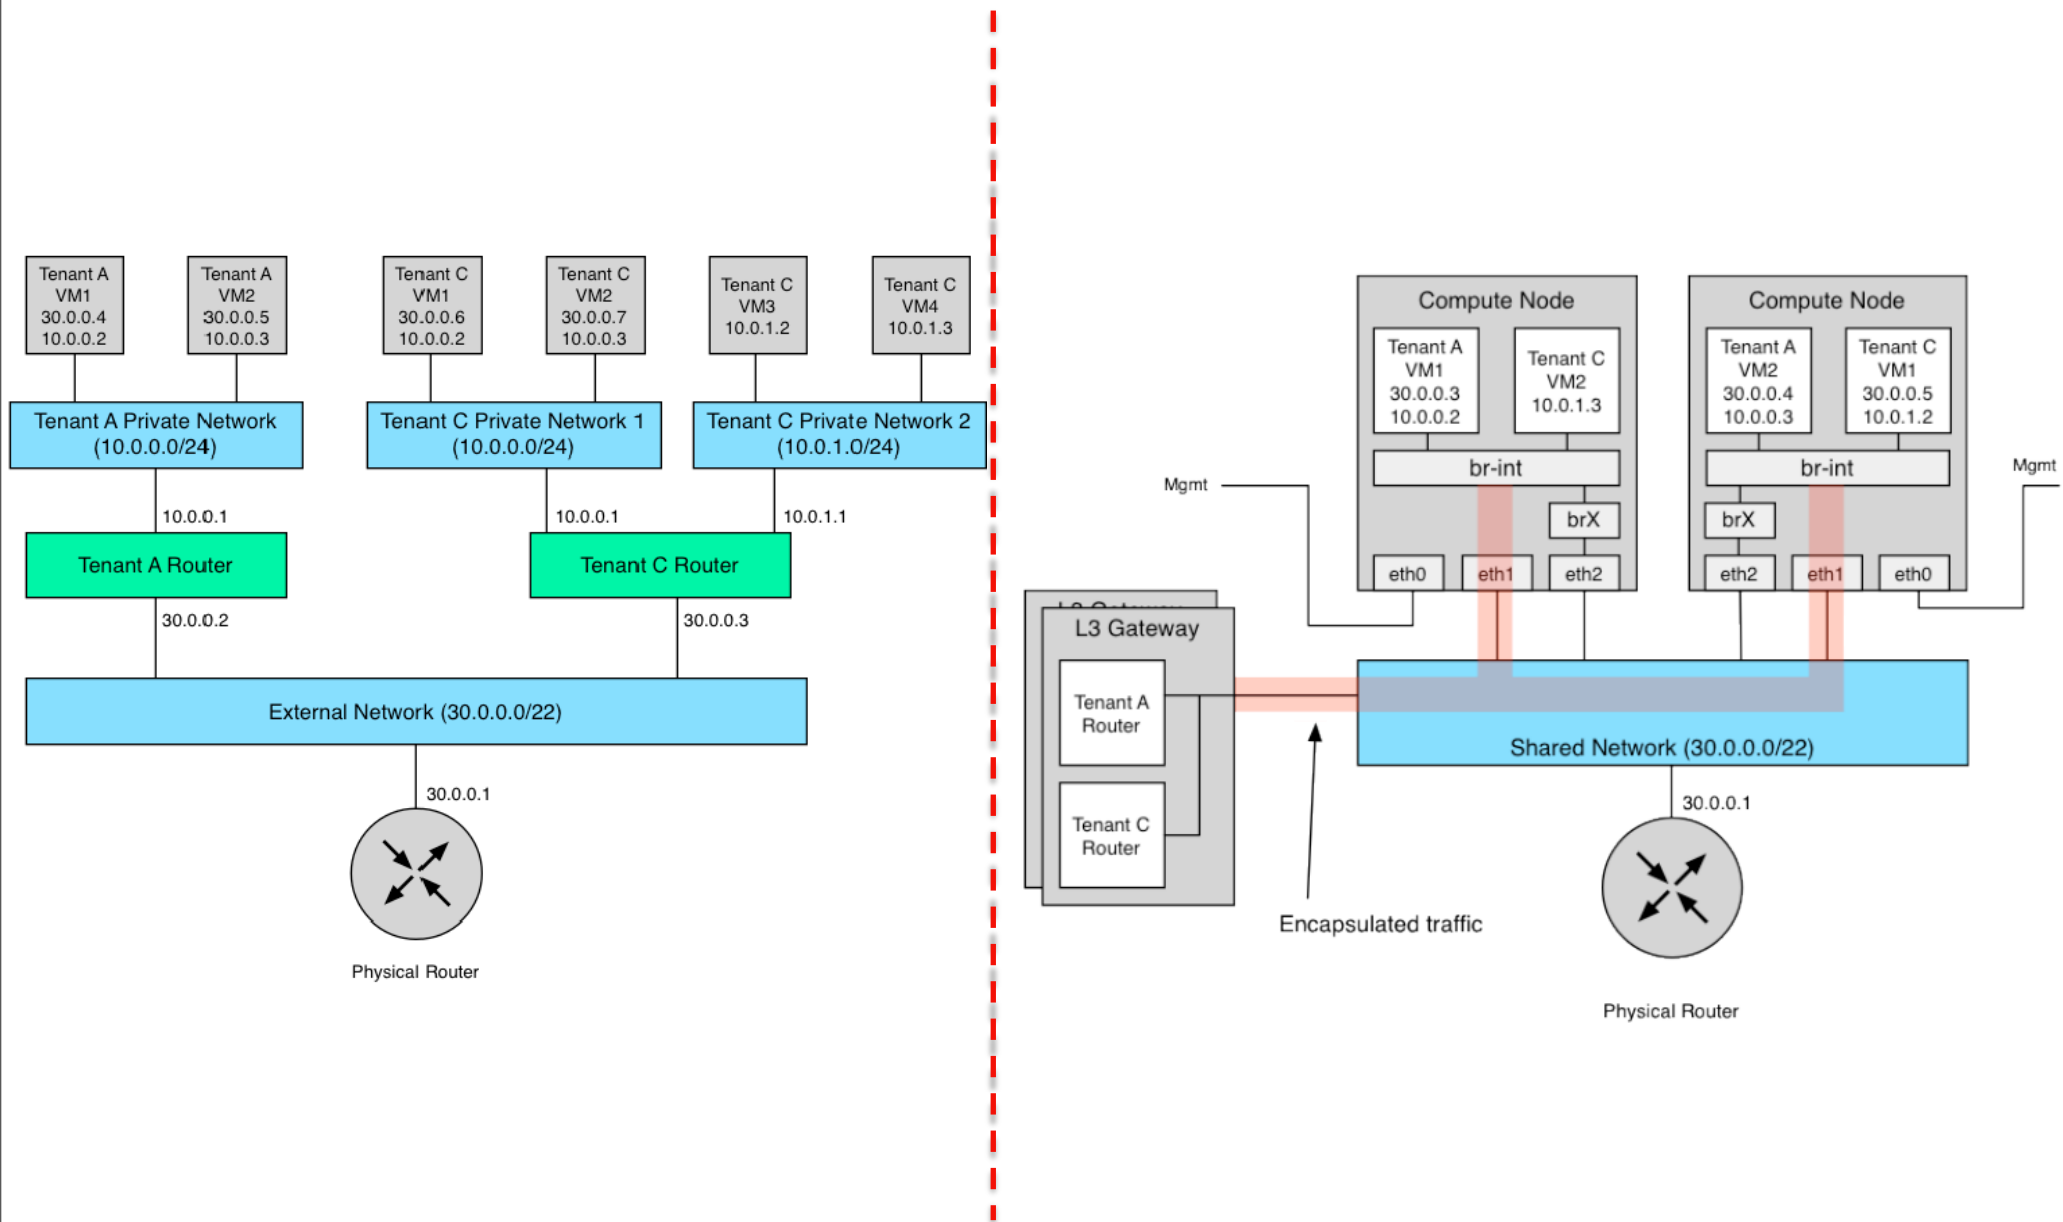 Tenant A
VM1
30.0.0.4
10.0.0.2
Tenant A
VM2
30.0.0.5
10.0.0.3
Tenant C
VM1
30.0.0.6
10.0.0.2
Tenant C
VM2
30.0.0.7
10.0.0.3
Tenant C
VM3
10.0.1.2
Tenant C
VM4
10.0.1.3
Tenant A Private Network
(10.0.0.0/24)
Tenant C Private Network 1
(10.0.0.0/24)
Tenant C Private Network 2
(10.0.1.0/24)
10.0.0.1
10.0.0.1
10.0.1.1
Tenant A Router
Tenant C Router
30.0.0.2
30.0.0.3
External Network (30.0.0.0/22)
30.0.0.1
Physical Router
Compute Node
Tenant A
VM1
30.0.0.3
10.0.0.2
Tenant C
VM2
10.0.1.3
br-int
brX
eth0
eth1
eth2
Mgmt
Compute Node
Tenant A
VM2
30.0.0.4
10.0.0.3
Tenant C
VM1
30.0.0.5
10.0.1.2
br-int
brX
eth2
eth1
eth0
Mgmt
L3 Gateway
L3 Gateway
Tenant A
Router
Tenant C
Router
Shared Network (30.0.0.0/22)
30.0.0.1
Encapsulated traffic
Physical Router